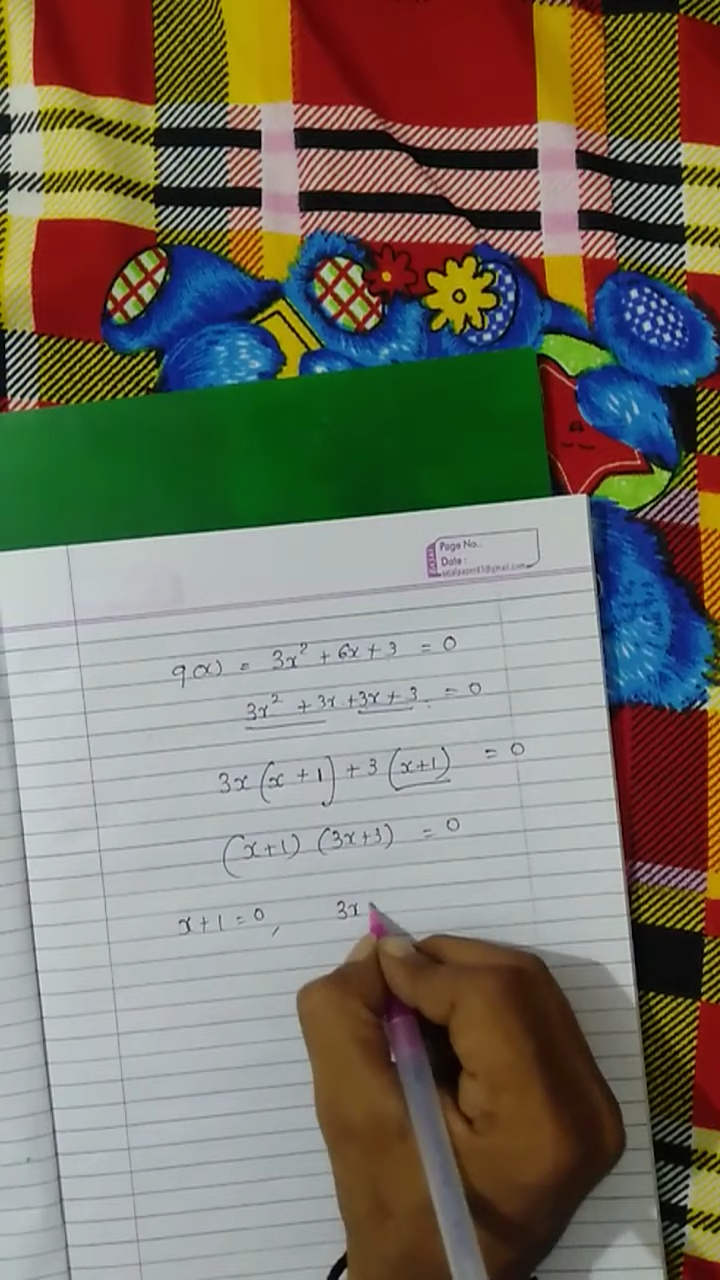 Page No..
Date :
q(x) = 3x² + 6x + 3 = 0
3x² + 3x + 3x + 3 = 0
3x (x + 1) + 3 (x+1) = 0
(x+1) (3x+3) = 0
x + 1 = 0, 3x